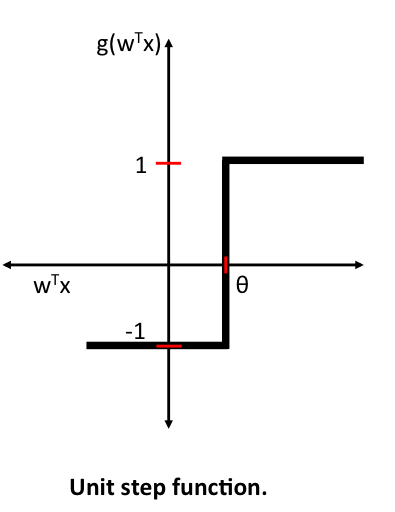 g(wᵀx)
1
wᵀx
θ
-1
Unit step function.